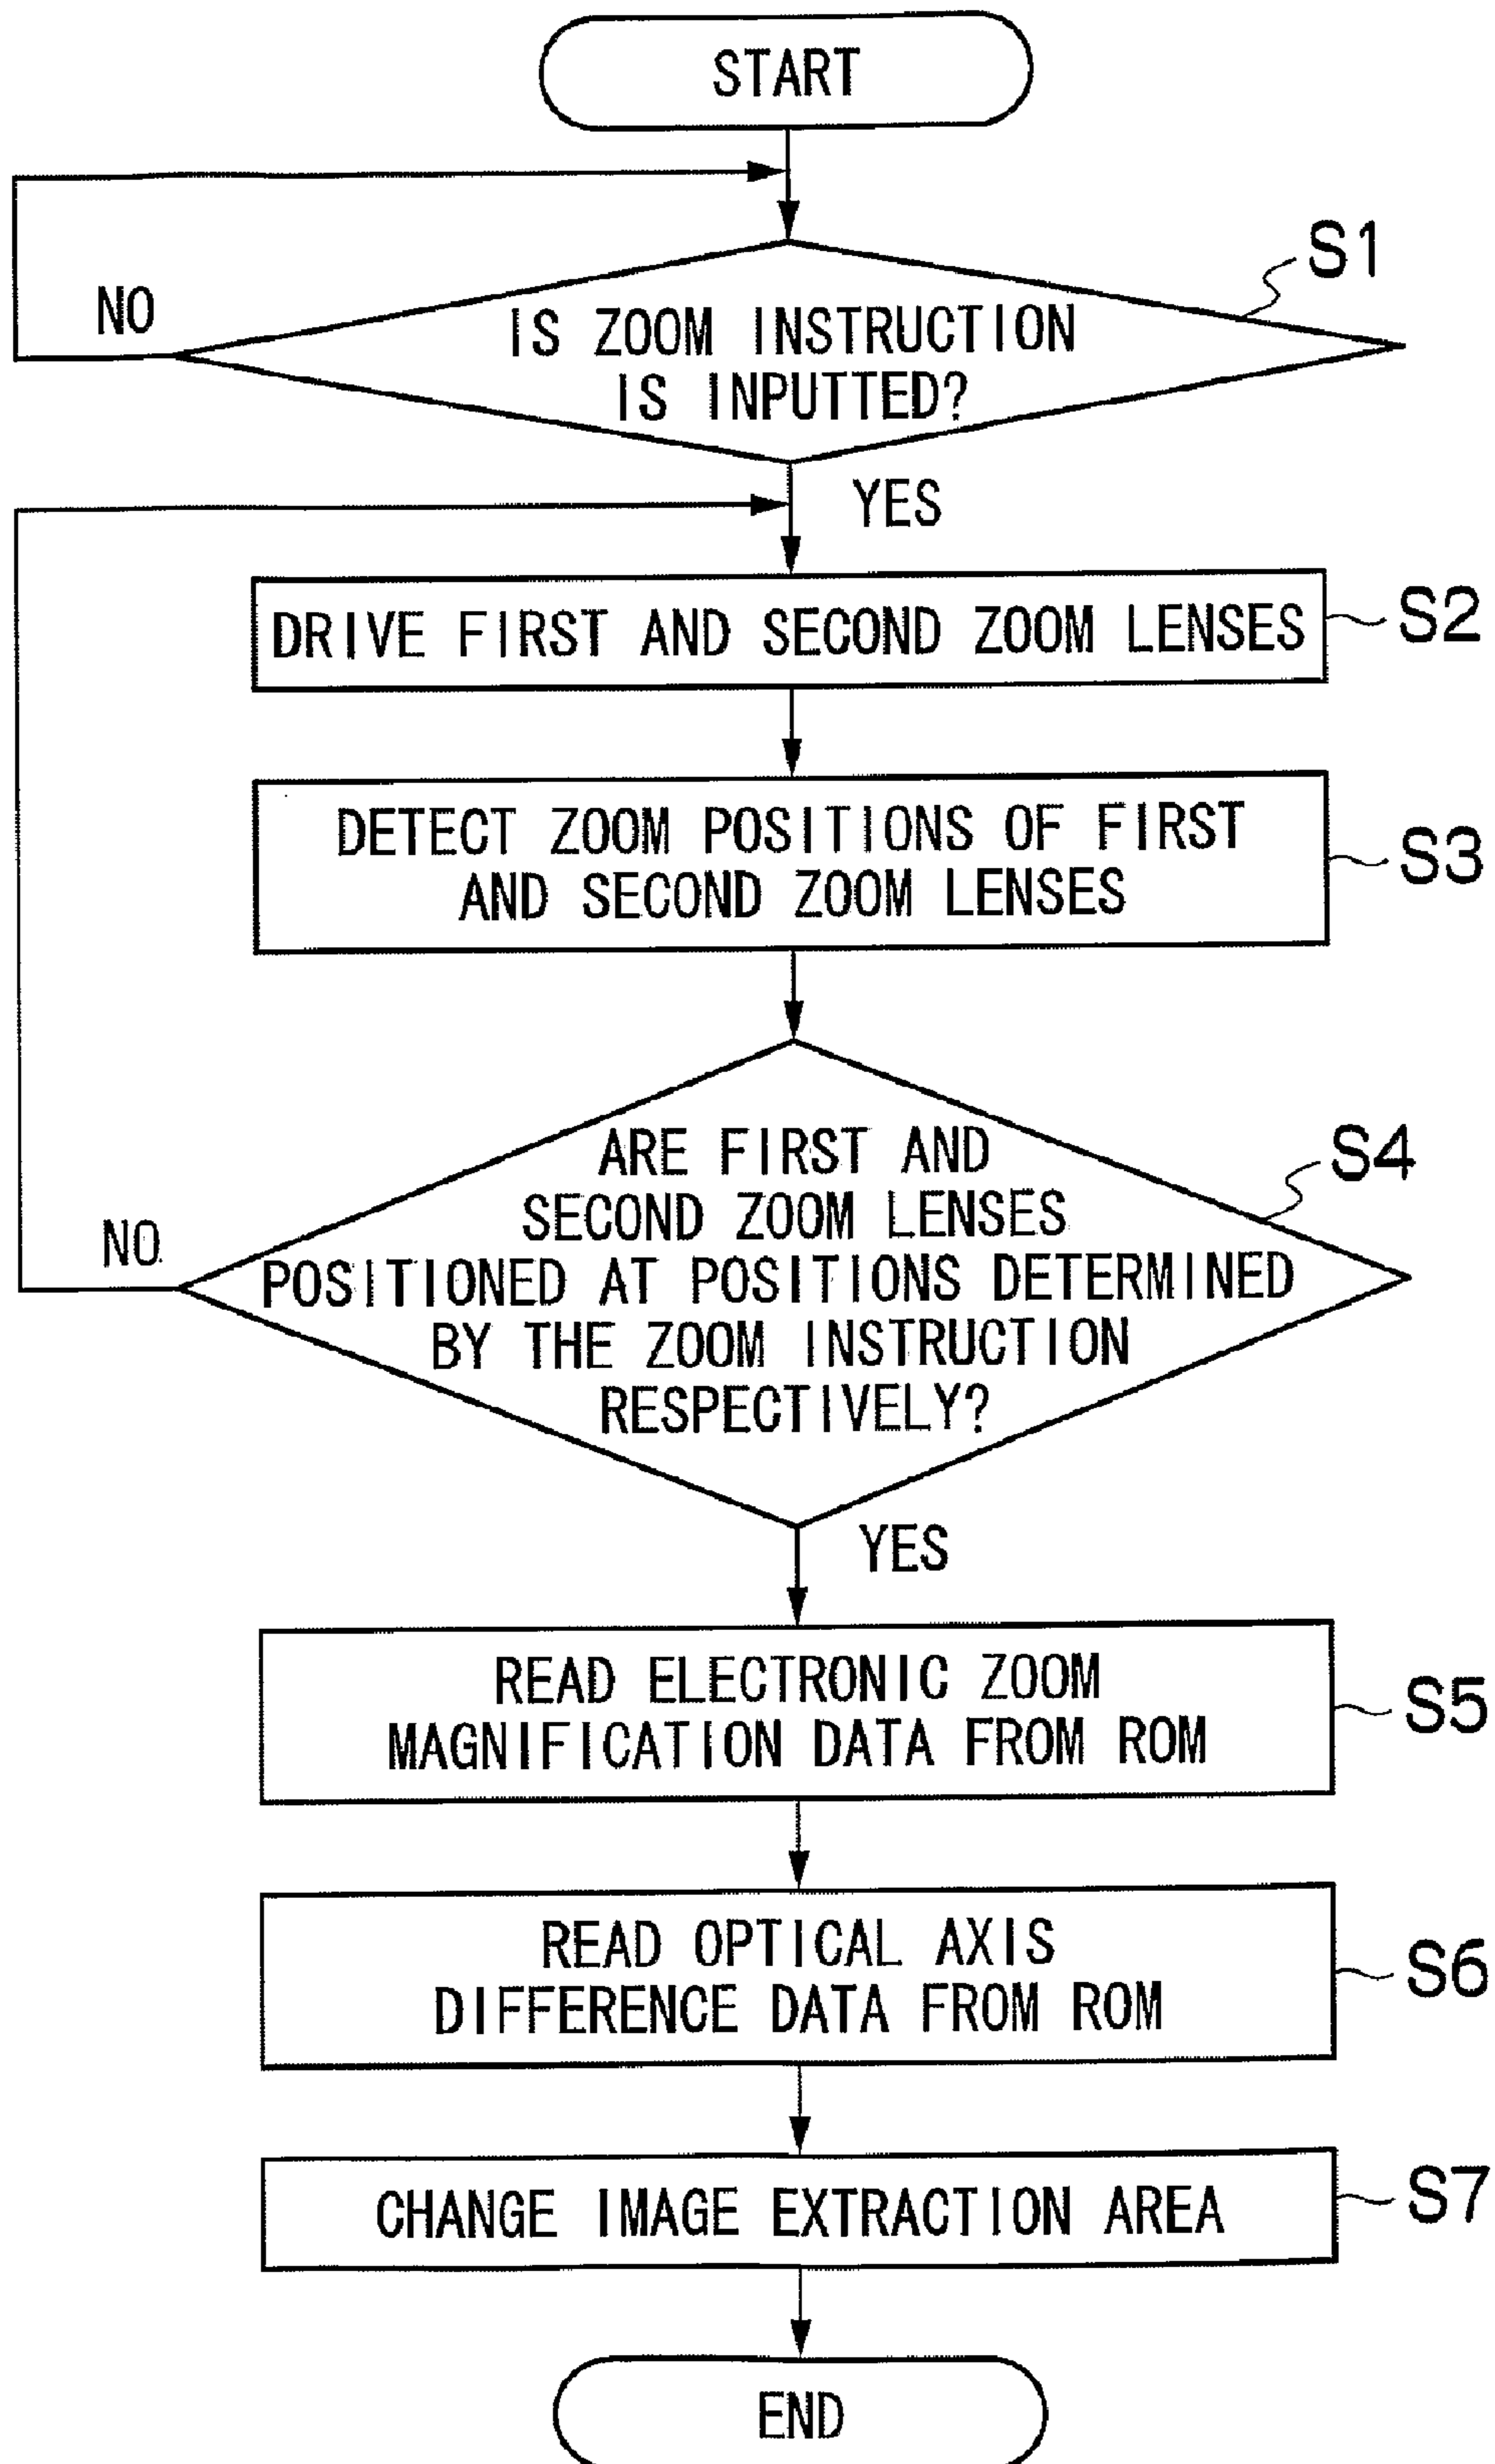 START
S1
NO
IS ZOOM INSTRUCTION
IS INPUTTED?
YES
DRIVE FIRST AND SECOND ZOOM LENSES
S2
DETECT ZOOM POSITIONS OF FIRST
AND SECOND ZOOM LENSES
S3
ARE FIRST AND
SECOND ZOOM LENSES
POSITIONED AT POSITIONS DETERMINED
BY THE ZOOM INSTRUCTION
RESPECTIVELY?
S4
NO
YES
READ ELECTRONIC ZOOM
MAGNIFICATION DATA FROM ROM
S5
READ OPTICAL AXIS
DIFFERENCE DATA FROM ROM
S6
CHANGE IMAGE EXTRACTION AREA
S7
END